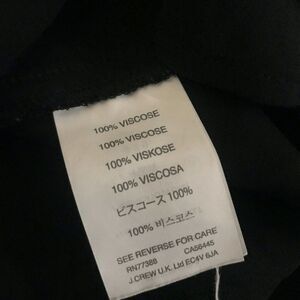 100% VISCOSE
100% VISCOSE
100% VISKOSE
100% VISCOSA
ビスコース 100%
100% 비스코스
SEE REVERSE FOR CARE
RN77388 CA56445
J.CREW U.K. Ltd EC4V 6JA